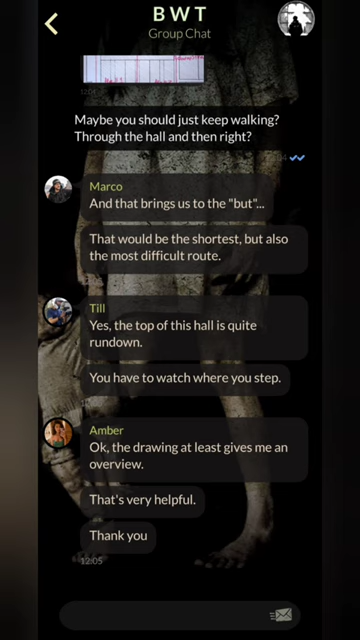 BWT
Group Chat
12:04
Maybe you should just keep walking?
Through the hall and then right?
Marco
And that brings us to the "but"...
That would be the shortest, but also
the most difficult route.
Till
Yes, the top of this hall is quite
rundown.
You have to watch where you step.
Amber
Ok, the drawing at least gives me an
overview.
That's very helpful.
Thank you
12:05